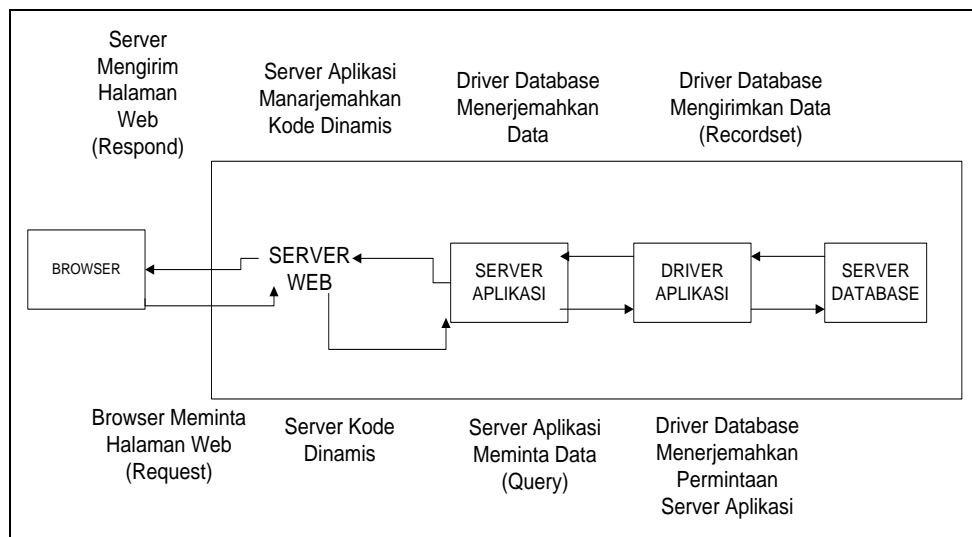 Server
Mengirim
Halaman
Web
(Respond)
Server Aplikasi
Manarjemahkan
Kode Dinamis
Driver Database
Menerjemahkan
Data
Driver Database
Mengirimkan Data
(Recordset)
BROWSER
SERVER
WEB
SERVER
APLIKASI
DRIVER
APLIKASI
SERVER
DATABASE
Browser Meminta
Halaman Web
(Request)
Server Kode
Dinamis
Server Aplikasi
Meminta Data
(Query)
Driver Database
Menerjemahkan
Permintaan
Server Aplikasi